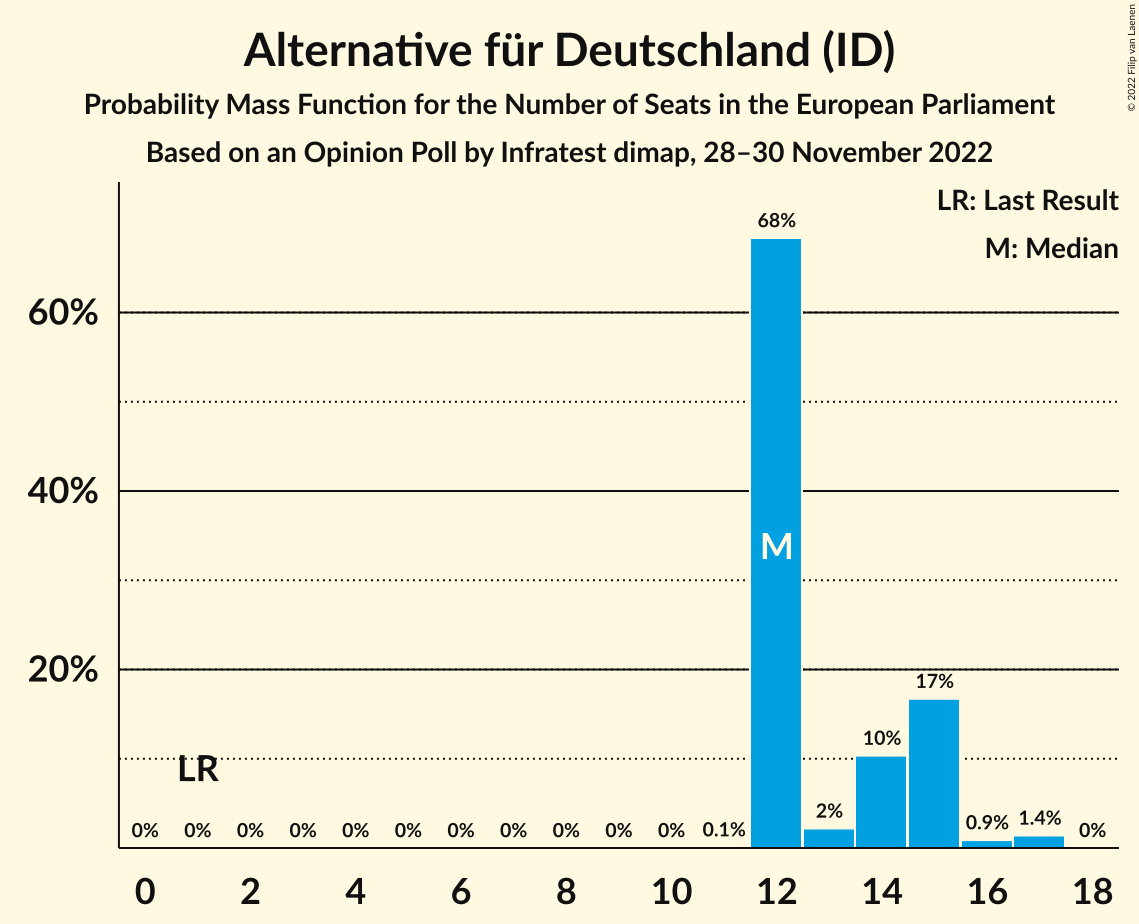 Alternative für Deutschland (ID)
Probability Mass Function for the Number of Seats in the European Parliament
Based on an Opinion Poll by Infratest dimap, 28–30 November 2022
© 2022 Filip van Laenen
LR: Last Result
M: Median
68%
60%
40%
M
20%
17%
10%
LR
2%
0% 0% 0% 0% 0% 0% 0% 0% 0% 0% 0% 0.1% 0.9% 1.4% 0%
0 2 4 6 8 10 12 14 16 18